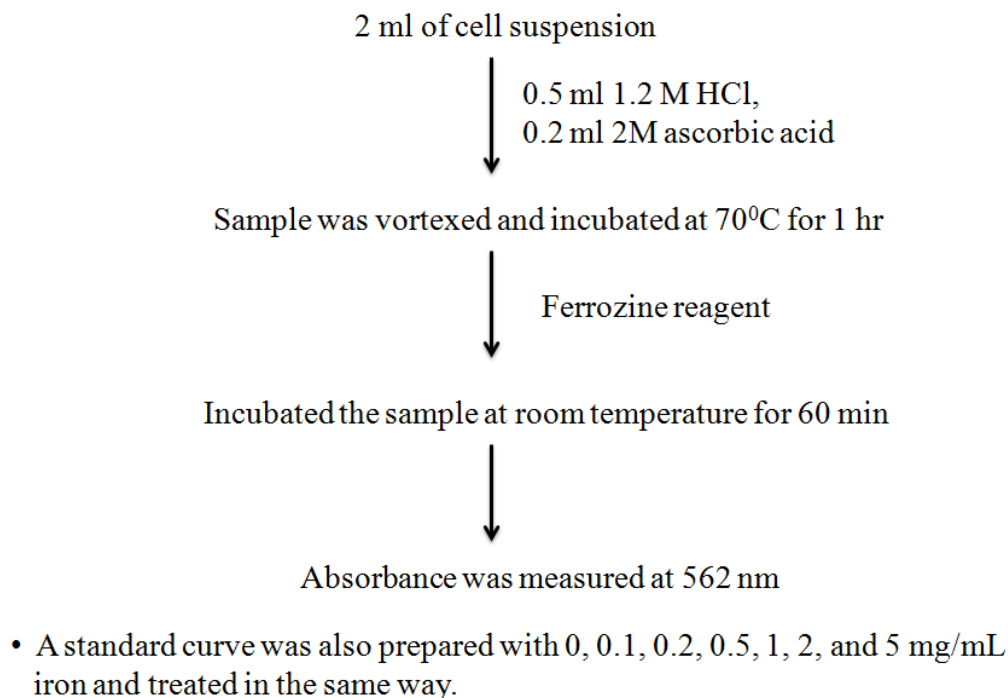 2 ml of cell suspension
0.5 ml 1.2 M HCl,
0.2 ml 2M ascorbic acid
Sample was vortexed and incubated at 70⁰C for 1 hr
Ferrozine reagent
Incubated the sample at room temperature for 60 min
Absorbance was measured at 562 nm
• A standard curve was also prepared with 0, 0.1, 0.2, 0.5, 1, 2, and 5 mg/mL
iron and treated in the same way.